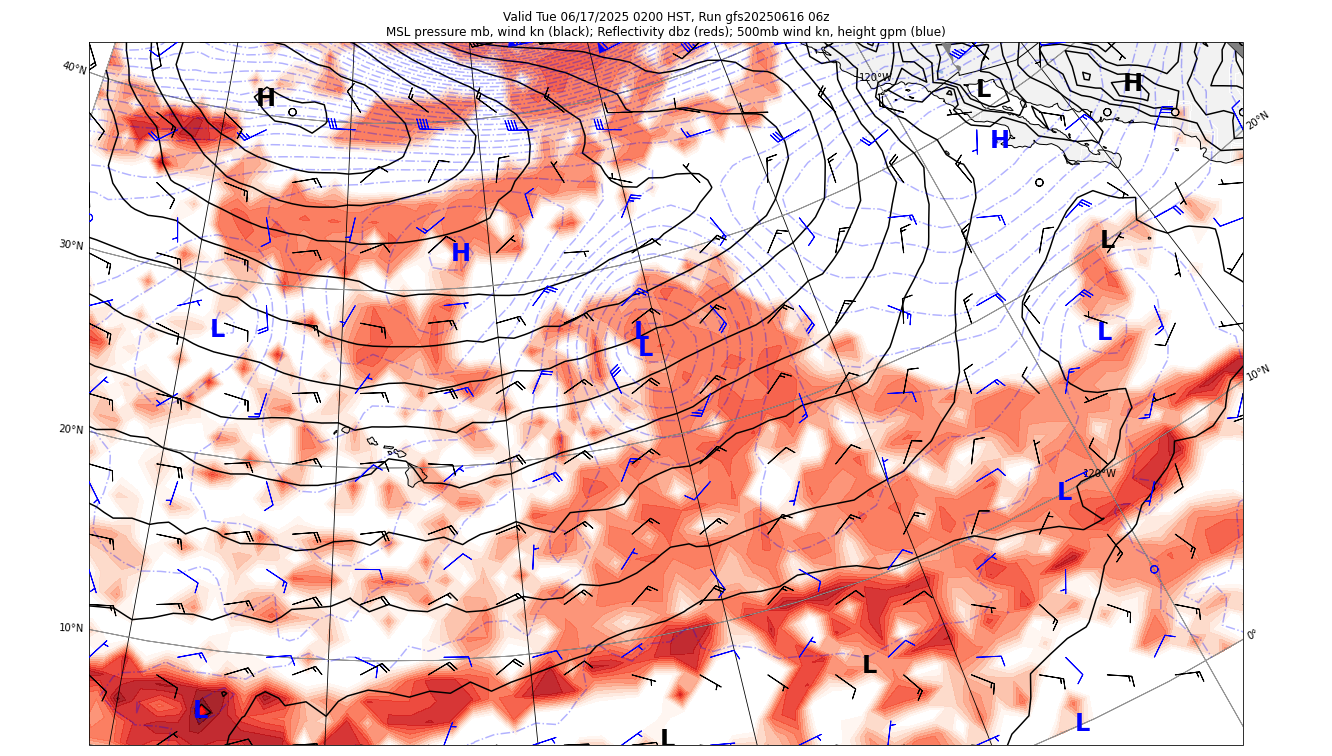 Valid Tue 06/17/2025 0200 HST, Run gfs20250616 06z
MSL pressure mb, wind kn (black); Reflectivity dbz (reds); 500mb wind kn, height gpm (blue)
40°N
120°W
L
H
H
20°N
H
30°N
H
L
L
L
L
L
10°N
20°N
120°W
L
10°N
0°
L
L
L
L